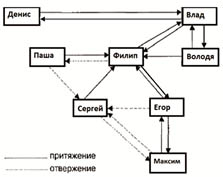 Денис
Влад
Паша
Филип
Володя
Сергей
Егор
Максим
притяжение
отвержение